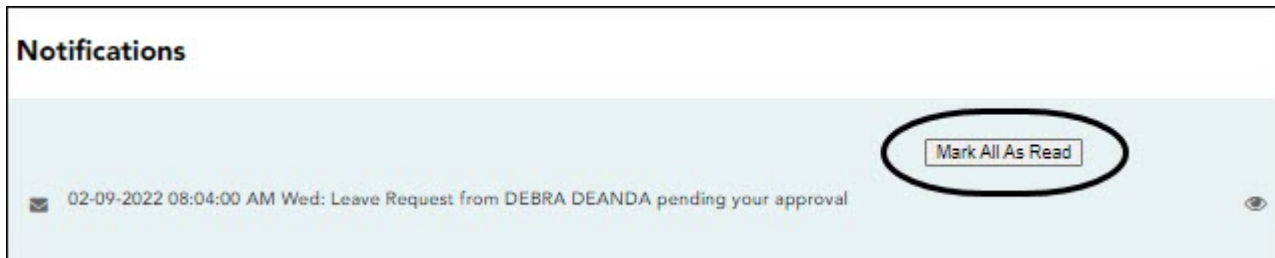 Notifications
Mark All As Read
02-09-2022 08:04:00 AM Wed: Leave Request from DEBRA DEANDA pending your approval